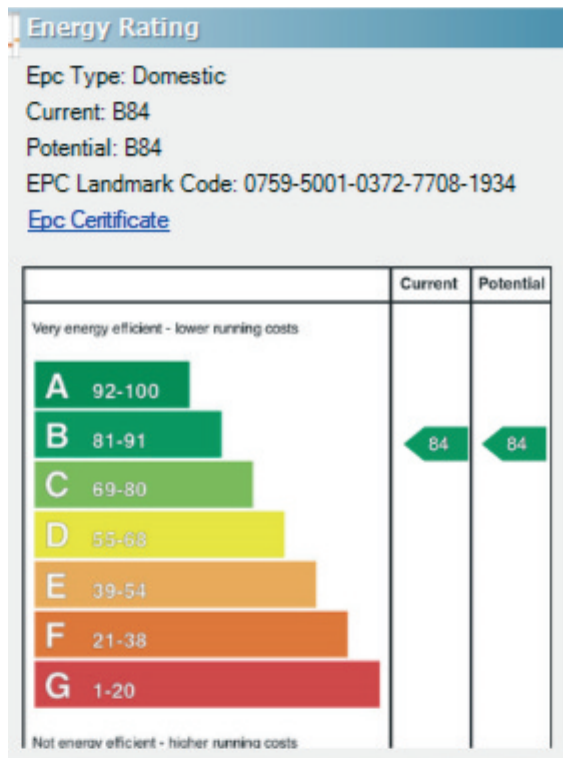 Energy Rating
Epc Type: Domestic
Current: B84
Potential: B84
EPC Landmark Code: 0759-5001-0372-7708-1934
Epc Ceritificate
Current Potential
Very energy efficient - lower running costs
A 92-100
B 81-91 84 84
C 69-80
D 55-68
E 39-54
F 21-38
G 1-20
Not energy efficient - higher running costs